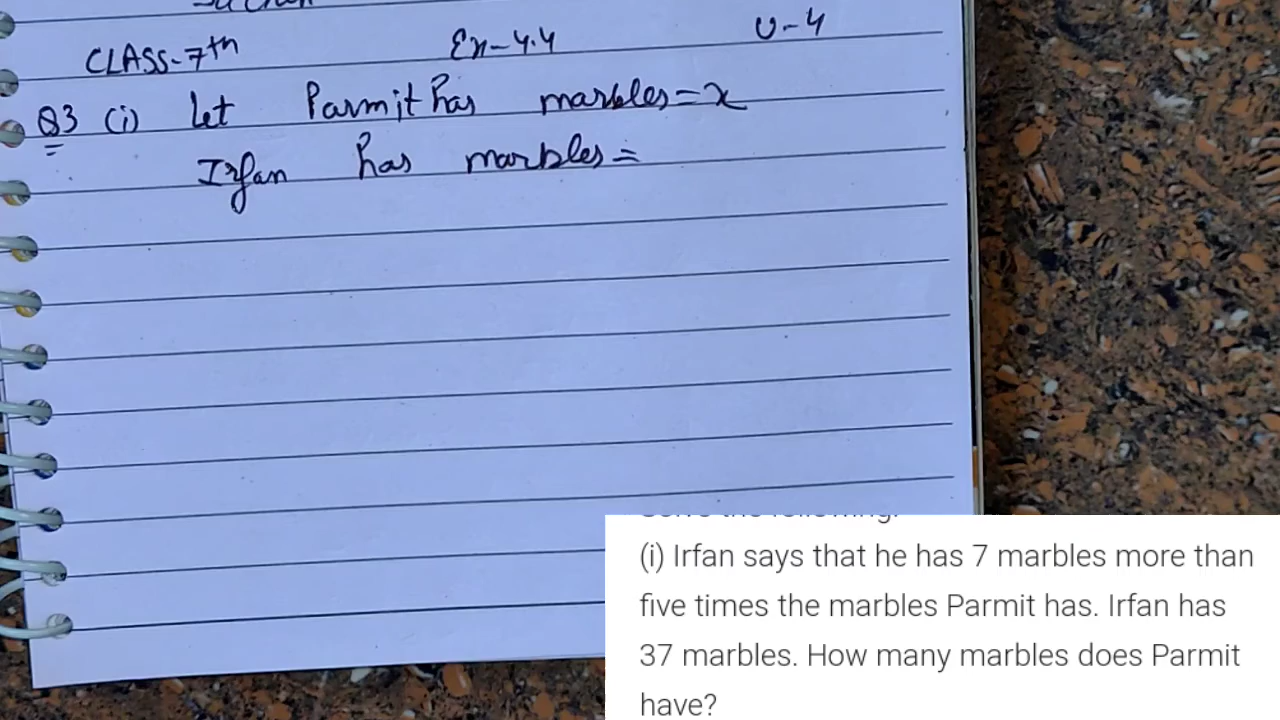 CLASS-7th Ex-4.4 U-4
Q3 (i) Let Parmit has marbles=x
Irfan has marbles=
(i) Irfan says that he has 7 marbles more than
five times the marbles Parmit has. Irfan has
37 marbles. How many marbles does Parmit
have?